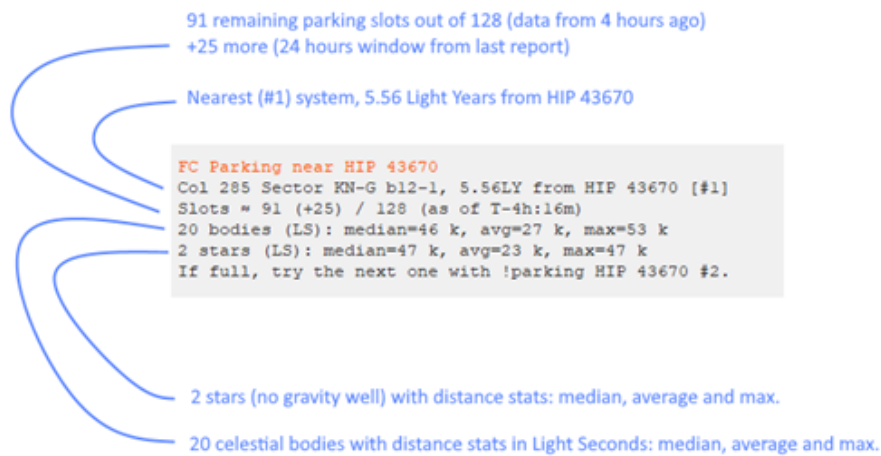 91 remaining parking slots out of 128 (data from 4 hours ago)
+25 more (24 hours window from last report)
Nearest (#1) system, 5.56 Light Years from HIP 43670
FC Parking near HIP 43670
Col 285 Sector KN-G b12-1, 5.56LY from HIP 43670 [#1]
Slots ≈ 91 (+25) / 128 (as of T-4h:16m)
20 bodies (LS): median=46 k, avg=27 k, max=53 k
2 stars (LS): median=47 k, avg=23 k, max=47 k
If full, try the next one with !parking HIP 43670 #2.
2 stars (no gravity well) with distance stats: median, average and max.
20 celestial bodies with distance stats in Light Seconds: median, average and max.